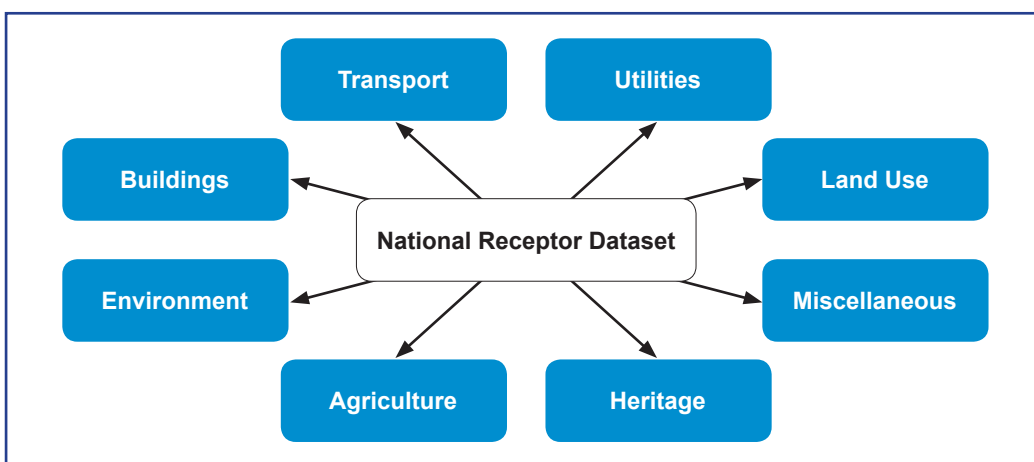 Transport
Utilities
Buildings
Land Use
National Receptor Dataset
Environment
Miscellaneous
Agriculture
Heritage